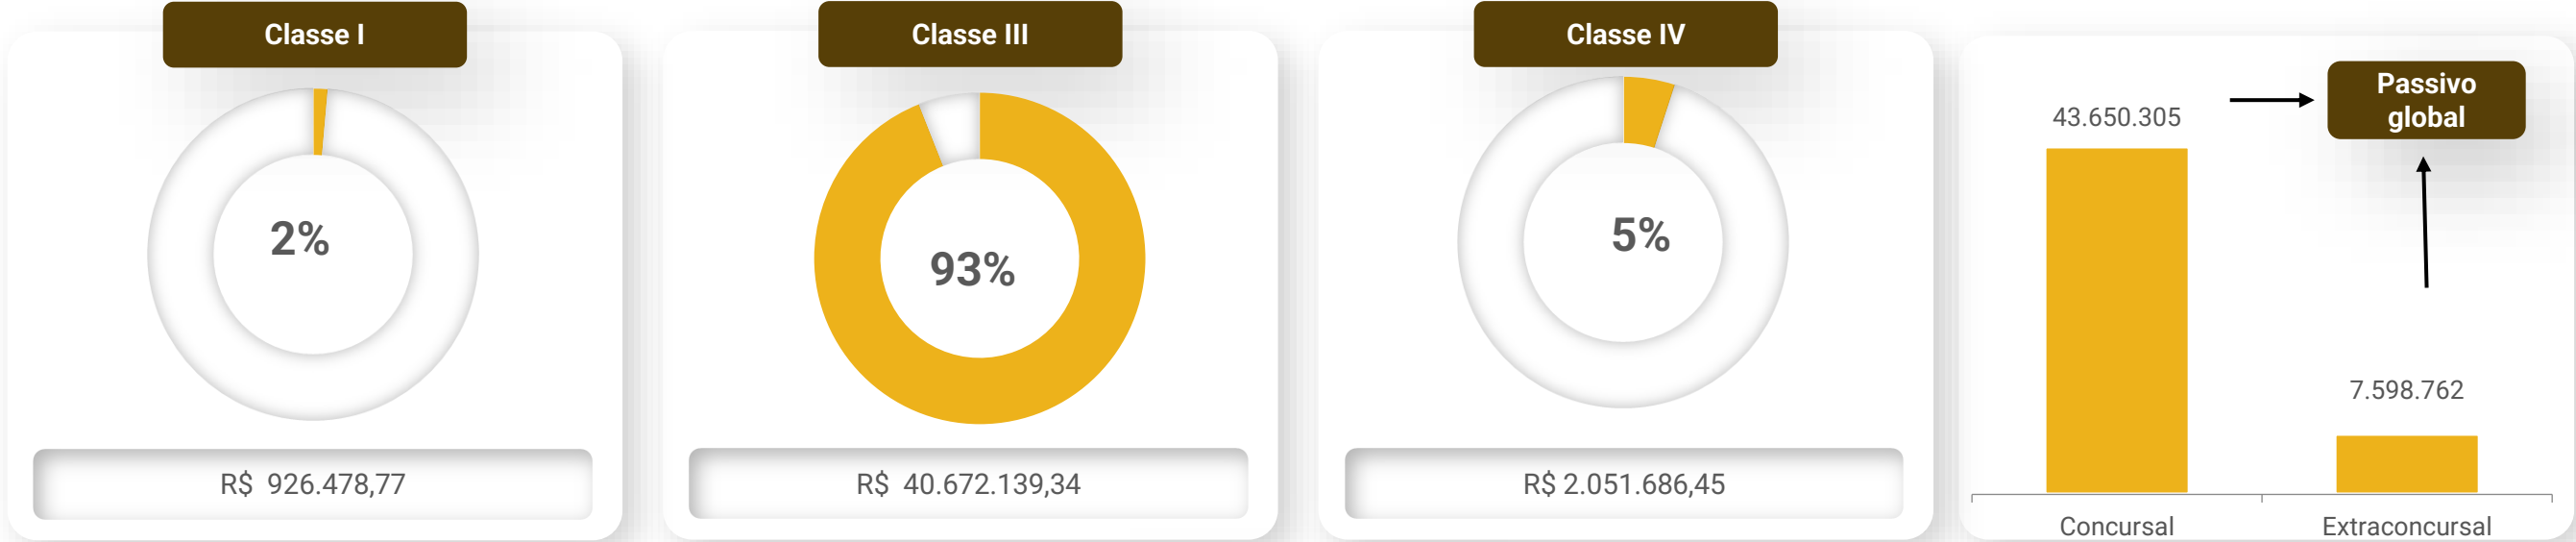 Classe I
2%
R$ 926.478,77
Classe III
93%
R$ 40.672.139,34
Classe IV
5%
R$ 2.051.686,45
Passivo
global
43.650.305
7.598.762
Concursal
Extraconcursal